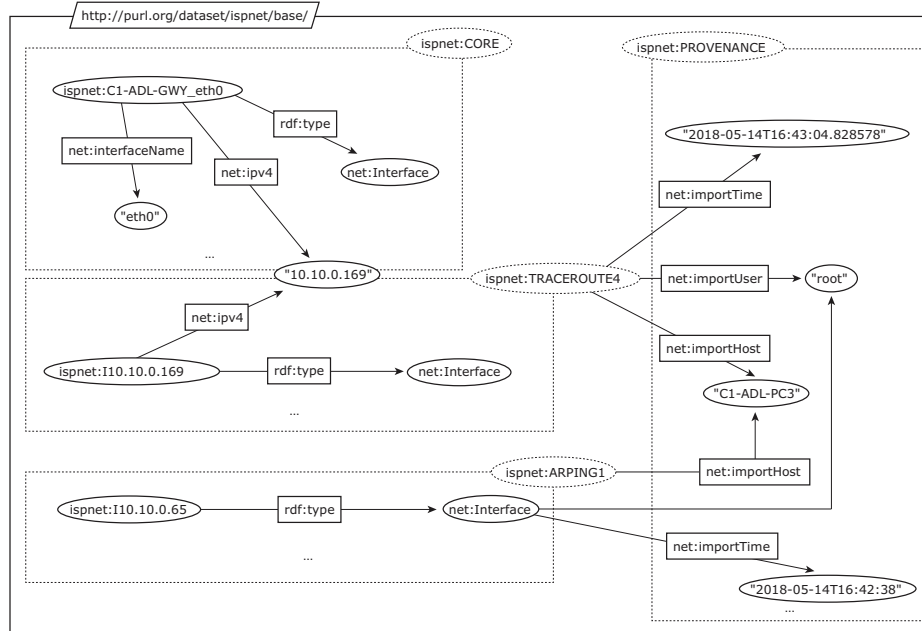 http://purl.org/dataset/ispnet/base/
ispnet:CORE
ispnet:PROVENANCE
ispnet:C1-ADL-GWY_eth0
rdf:type
"2018-05-14T16:43:04.828578"
net:interfaceName
net:ipv4
net:Interface
net:importTime
"eth0"
...
"10.10.0.169"
ispnet:TRACEROUTE4
net:importUser
"root"
net:ipv4
net:importHost
ispnet:I10.10.0.169
rdf:type
net:Interface
"C1-ADL-PC3"
...
ispnet:ARPING1
net:importHost
ispnet:I10.10.0.65
rdf:type
net:Interface
net:importTime
...
"2018-05-14T16:42:38"
...